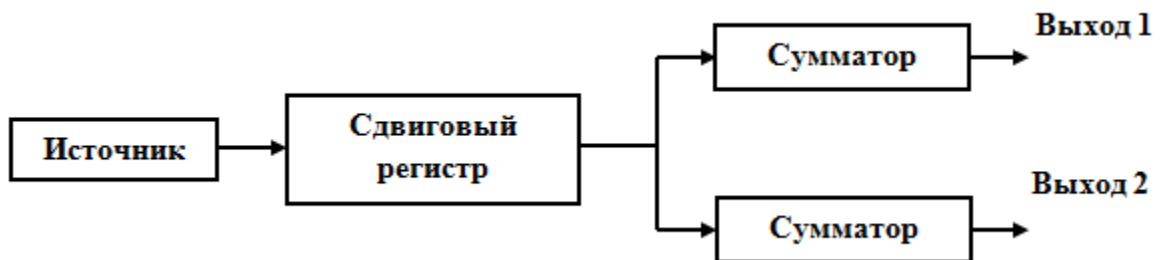 Источник
Сдвиговый
регистр
Сумматор
Выход 1
Сумматор
Выход 2